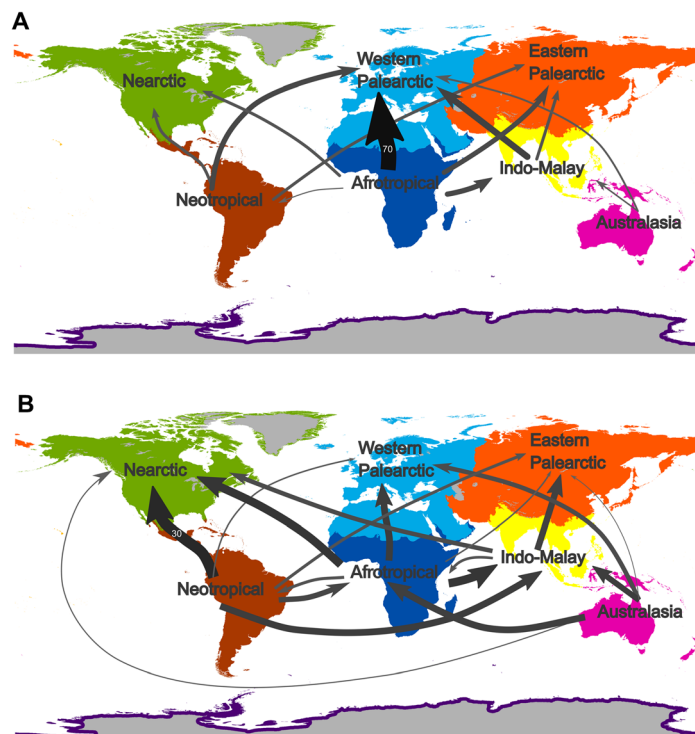 A
Nearctic
Western
Palearctic
Eastern
Palearctic
70
Neotropical
Afrotropical
Indo-Malay
Australasia
B
Nearctic
Western
Palearctic
Eastern
Palearctic
30
Neotropical
Afrotropical
Indo-Malay
Australasia